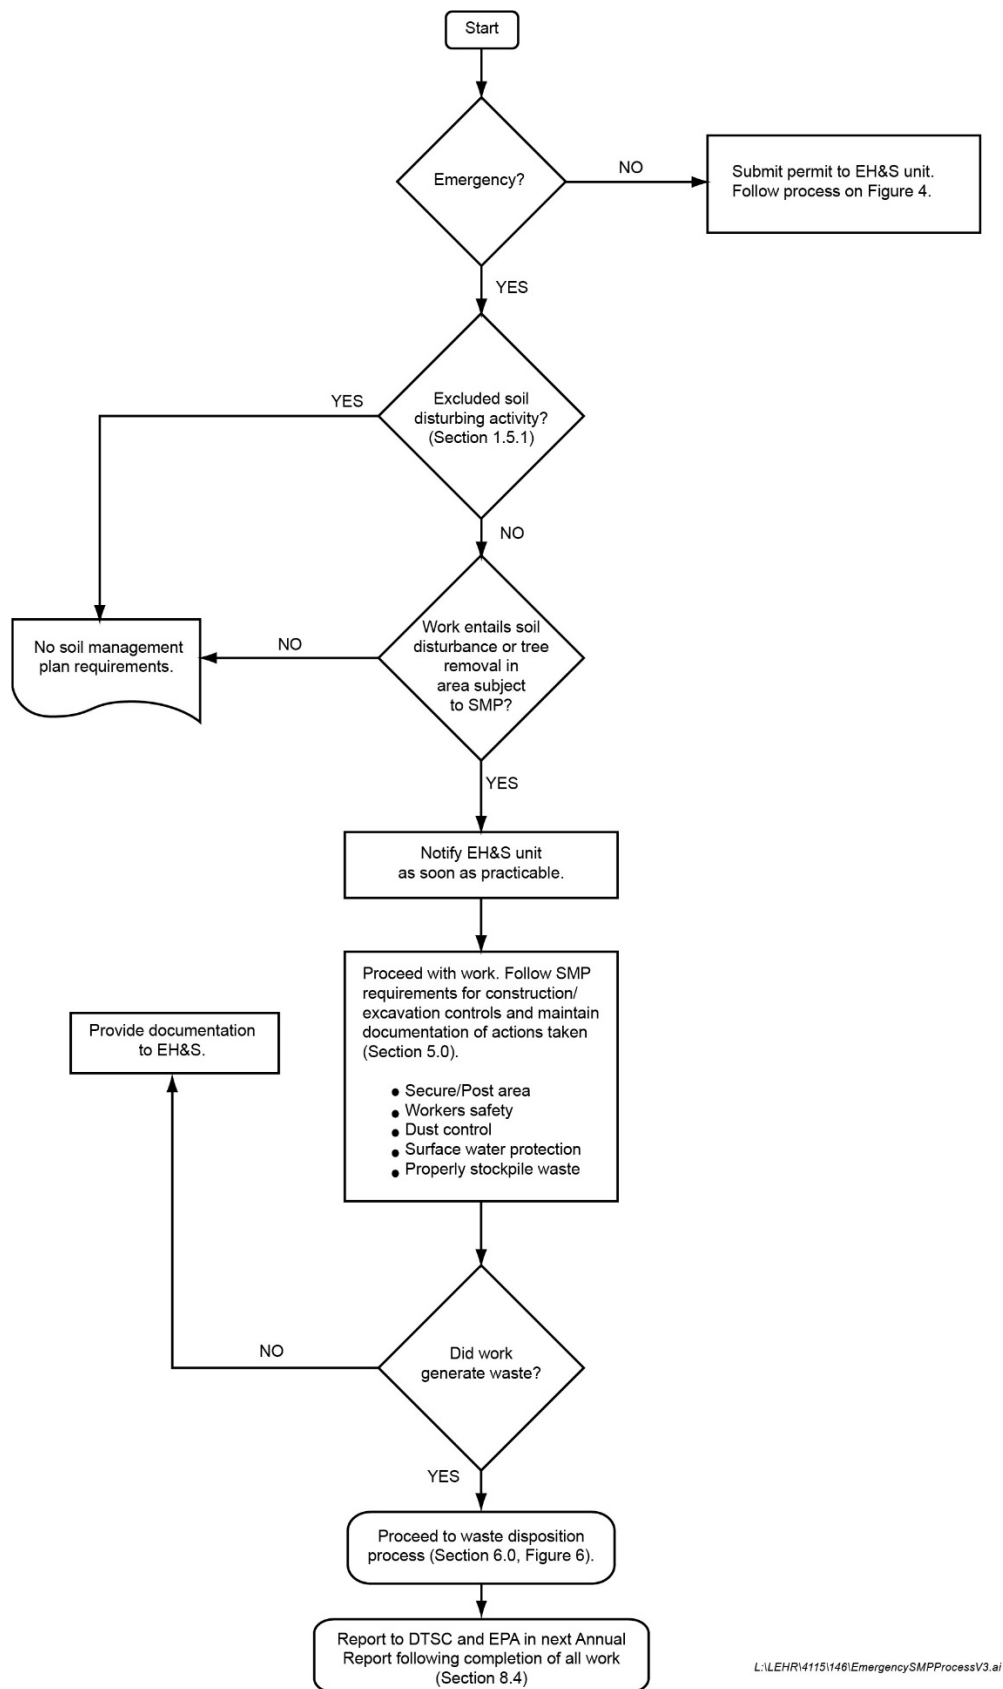 Start
Emergency?
NO
Submit permit to EH&S unit.
Follow process on Figure 4.
YES
Excluded soil
disturbing activity?
(Section 1.5.1)
YES
NO
Work entails soil
disturbance or tree
removal in
area subject
to SMP?
NO
No soil management
plan requirements.
YES
Notify EH&S unit
as soon as practicable.
Proceed with work. Follow SMP
requirements for construction/
excavation controls and maintain
documentation of actions taken
(Section 5.0).
● Secure/Post area
● Workers safety
● Dust control
● Surface water protection
● Properly stockpile waste
Provide documentation
to EH&S.
NO
Did work
generate waste?
YES
Proceed to waste disposition
process (Section 6.0, Figure 6).
Report to DTSC and EPA in next Annual
Report following completion of all work
(Section 8.4)
L:\LEHR\4115\146\EmergencySMPProcessV3.ai